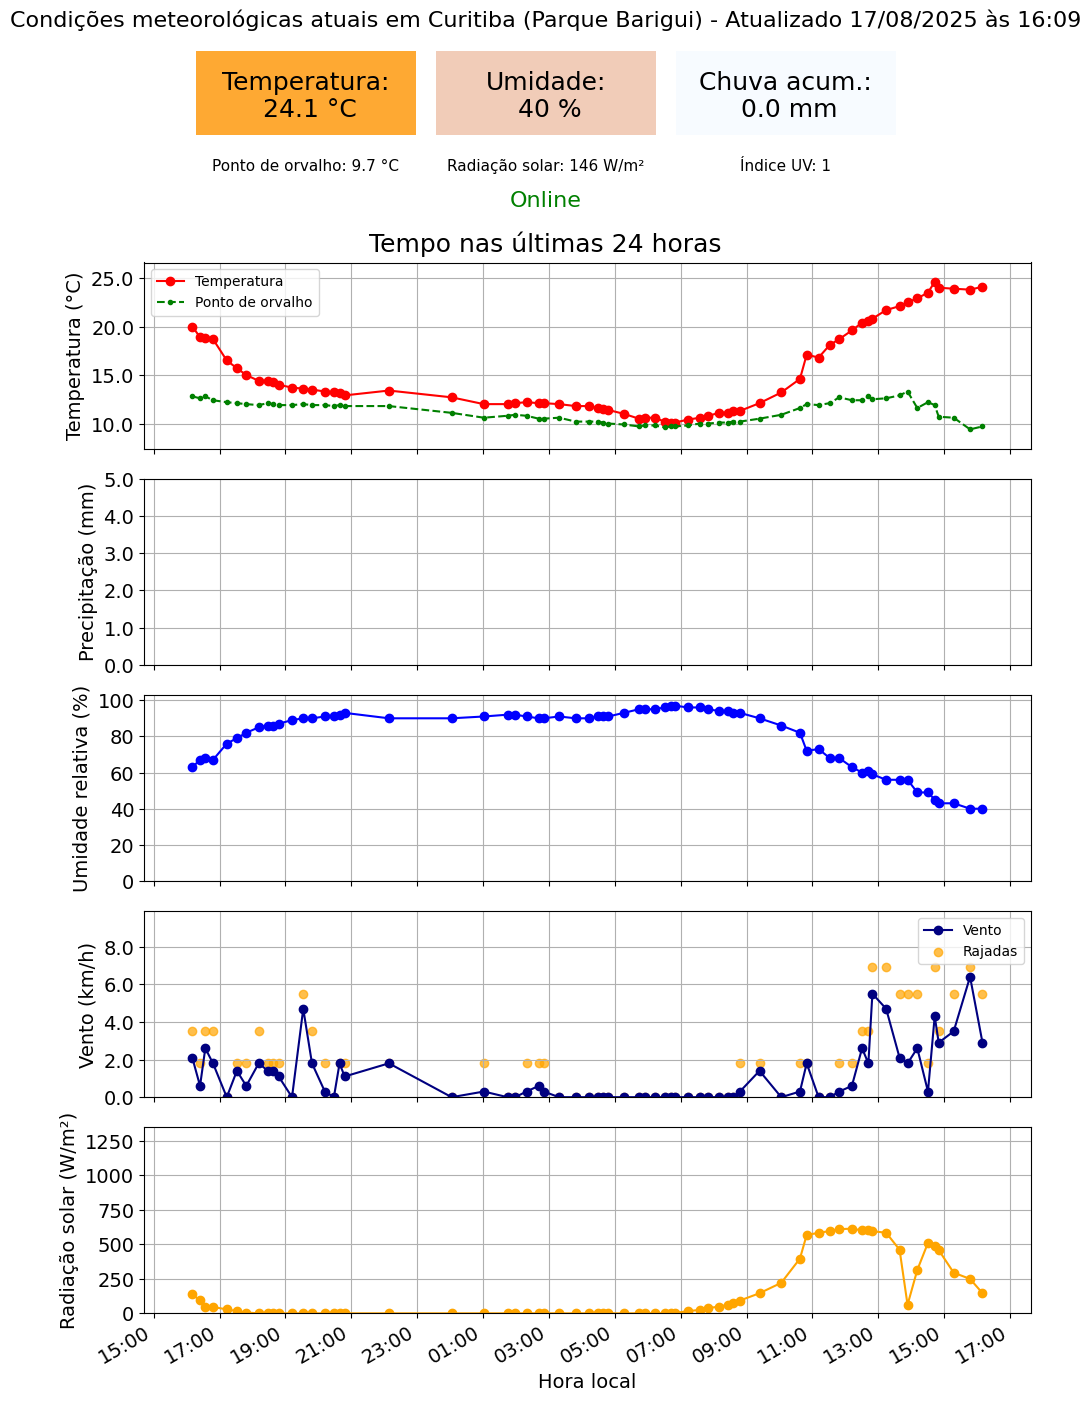 Condições meteorológicas atuais em Curitiba (Parque Barigui) - Atualizado 17/08/2025 às 16:09
Temperatura:
24.1 °C
Umidade:
40 %
Chuva acum.:
0.0 mm
Ponto de orvalho: 9.7 °C
Radiação solar: 146 W/m²
Índice UV: 1
Online
Tempo nas últimas 24 horas
Temperatura (°C)
25.0
20.0
15.0
10.0
Temperatura
Ponto de orvalho
Precipitação (mm)
5.0
4.0
3.0
2.0
1.0
0.0
Umidade relativa (%)
100
80
60
40
20
0
Vento (km/h)
8.0
6.0
4.0
2.0
0.0
Vento
Rajadas
Radiação solar (W/m²)
1250
1000
750
500
250
0
15:00
17:00
19:00
21:00
23:00
01:00
03:00
05:00
07:00
09:00
11:00
13:00
15:00
17:00
Hora local